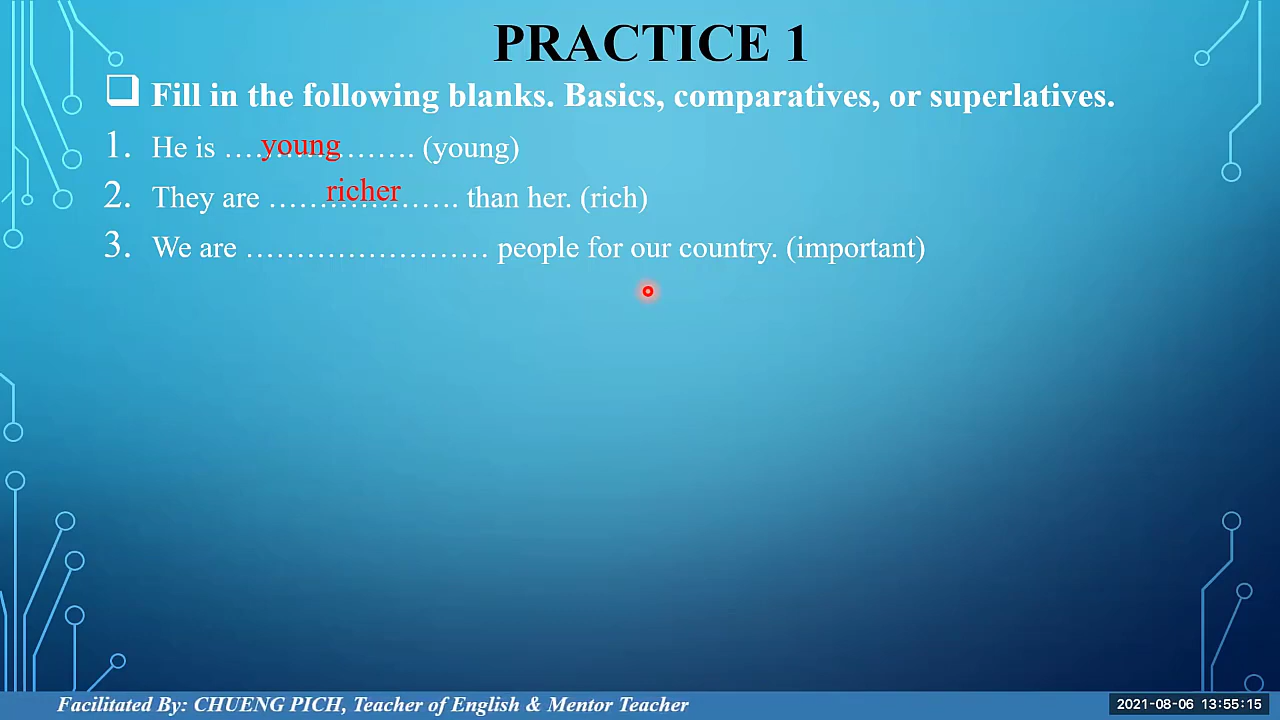 PRACTICE 1
Fill in the following blanks. Basics, comparatives, or superlatives.
1. He is ….young……. (young)
2. They are ……richer……. than her. (rich)
3. We are …………………… people for our country. (important)
Facilitated By: CHUENG PICH, Teacher of English & Mentor Teacher
2021-08-06 13:55:15